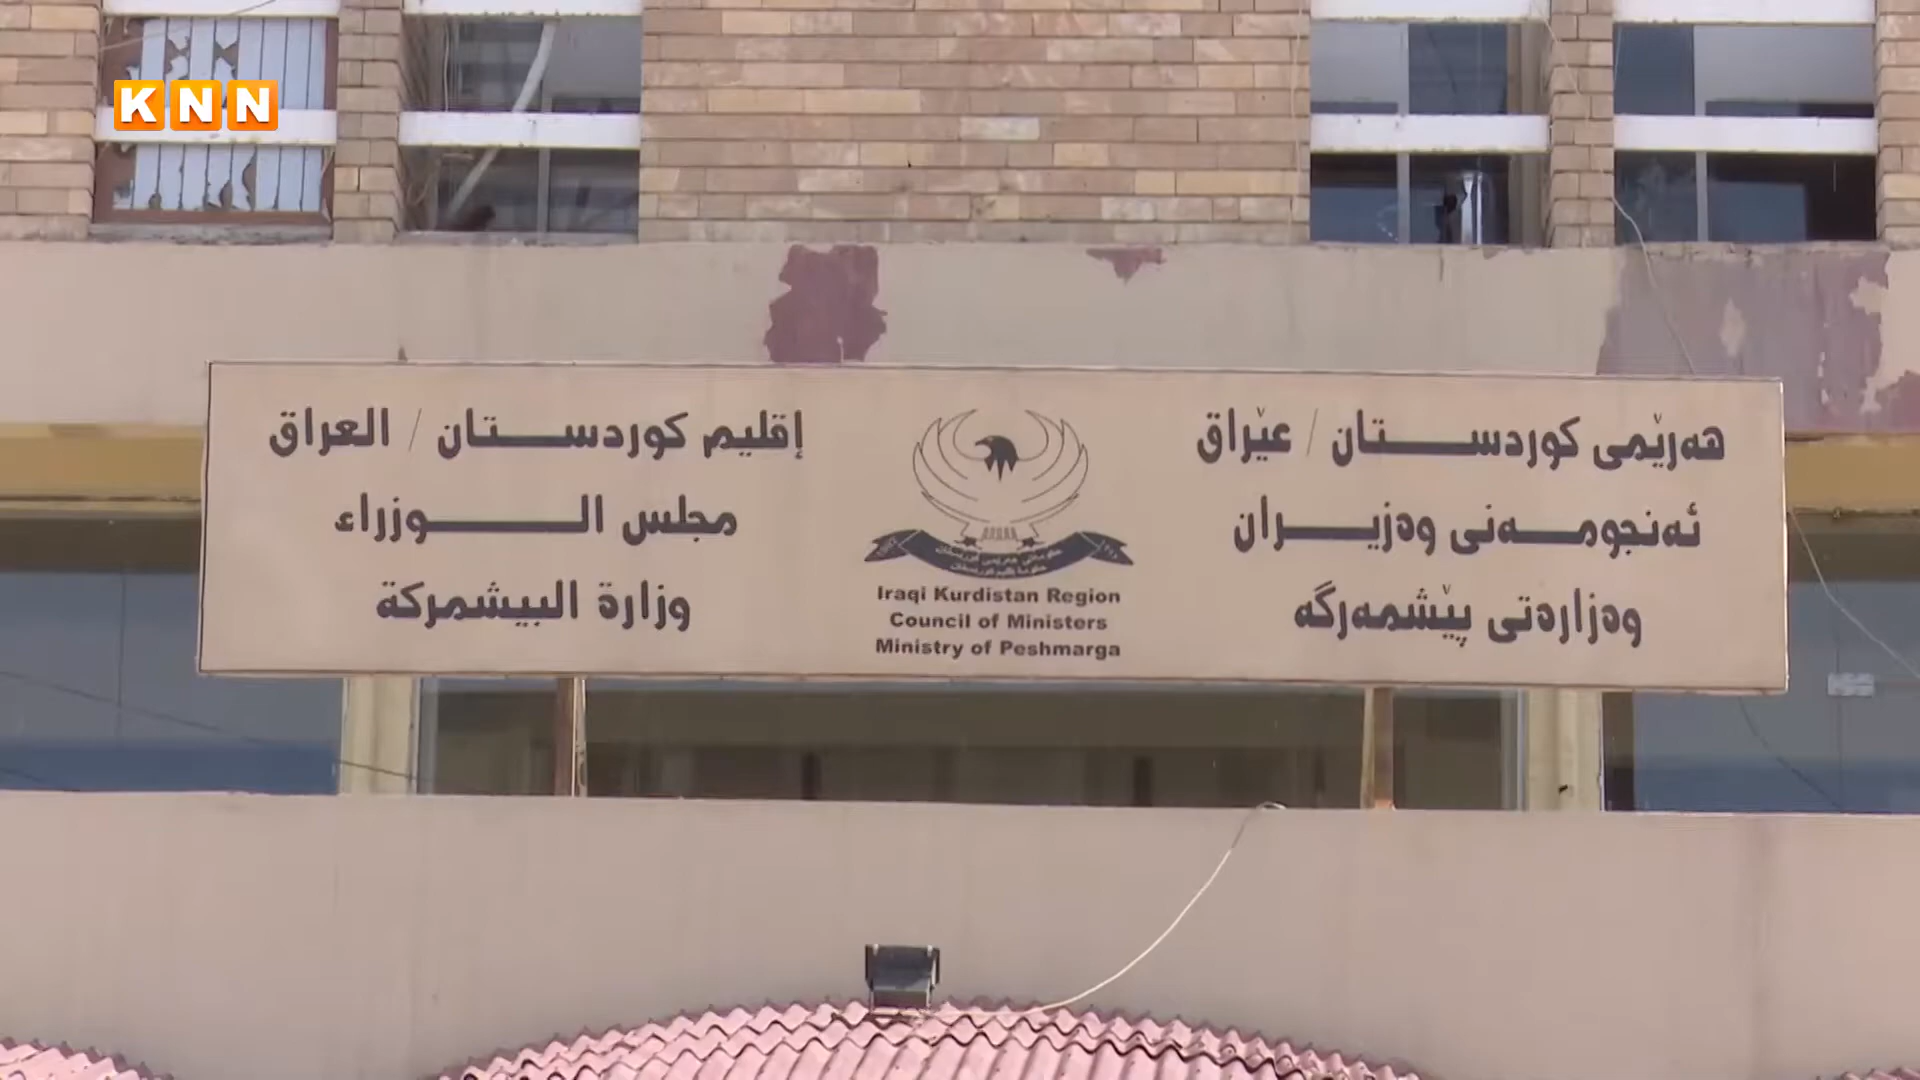 KNN
هەرێمی کوردستان / عێراق
ئەنجومەنی وەزیران
وەزارەتی پێشمەرگە
إقليم كوردستان / العراق
مجلس الوزراء
وزارة البيشمركة
Iraqi Kurdistan Region
Council of Ministers
Ministry of Peshmarga